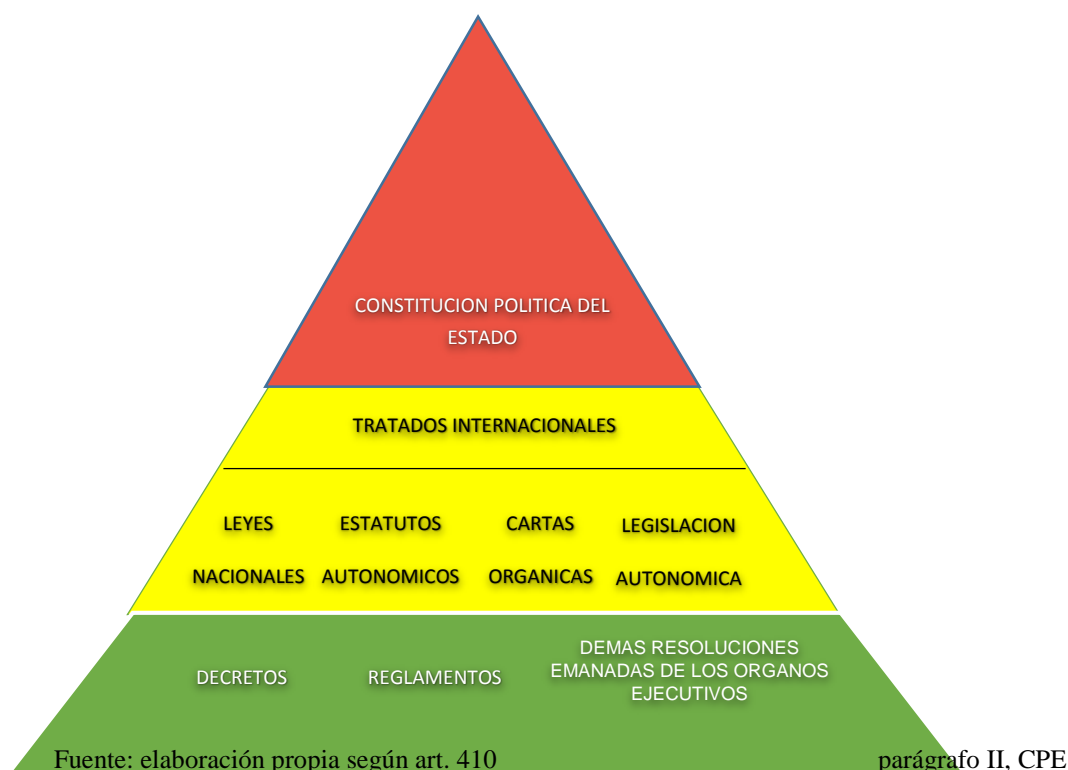 CONSTITUCION POLITICA DEL
ESTADO
TRATADOS INTERNACIONALES
LEYES
NACIONALES
ESTATUTOS
AUTONOMICOS
CARTAS
ORGANICAS
LEGISLACION
AUTONOMICA
DECRETOS
REGLAMENTOS
DEMAS RESOLUCIONES
EMANADAS DE LOS ORGANOS
EJECUTIVOS
Fuente: elaboración propia según art. 410 parágrafo II, CPE